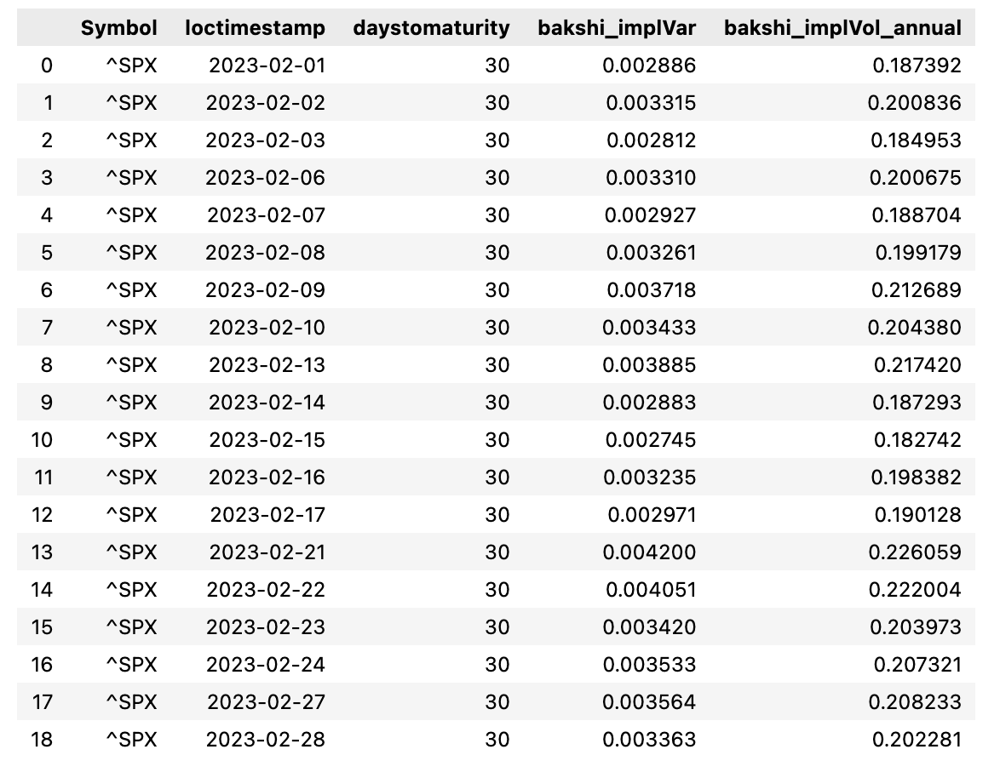 Symbol loctimestamp daystomaturity bakshi_implVar bakshi_implVol_annual
0 ^SPX 2023-02-01 30 0.002886 0.187392
1 ^SPX 2023-02-02 30 0.003315 0.200836
2 ^SPX 2023-02-03 30 0.002812 0.184953
3 ^SPX 2023-02-06 30 0.003310 0.200675
4 ^SPX 2023-02-07 30 0.002927 0.188704
5 ^SPX 2023-02-08 30 0.003261 0.199179
6 ^SPX 2023-02-09 30 0.003718 0.212689
7 ^SPX 2023-02-10 30 0.003433 0.204380
8 ^SPX 2023-02-13 30 0.003885 0.217420
9 ^SPX 2023-02-14 30 0.002883 0.187293
10 ^SPX 2023-02-15 30 0.002745 0.182742
11 ^SPX 2023-02-16 30 0.003235 0.198382
12 ^SPX 2023-02-17 30 0.002971 0.190128
13 ^SPX 2023-02-21 30 0.004200 0.226059
14 ^SPX 2023-02-22 30 0.004051 0.222004
15 ^SPX 2023-02-23 30 0.003420 0.203973
16 ^SPX 2023-02-24 30 0.003533 0.207321
17 ^SPX 2023-02-27 30 0.003564 0.208233
18 ^SPX 2023-02-28 30 0.003363 0.202281